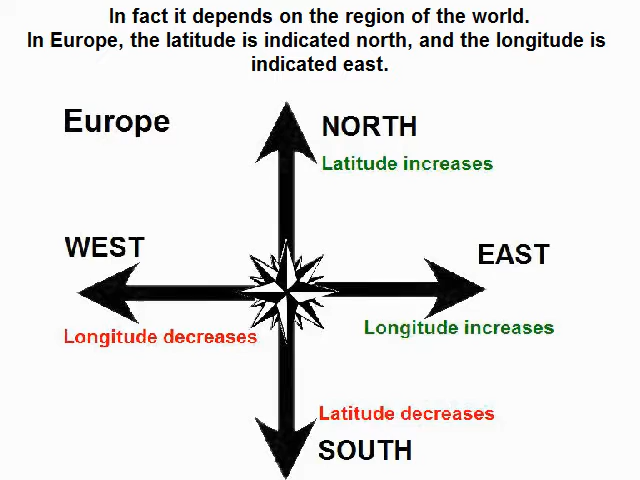 In fact it depends on the region of the world.
In Europe, the latitude is indicated north, and the longitude is
indicated east.
Europe
NORTH
Latitude increases
WEST
EAST
Longitude decreases
Longitude increases
Latitude decreases
SOUTH